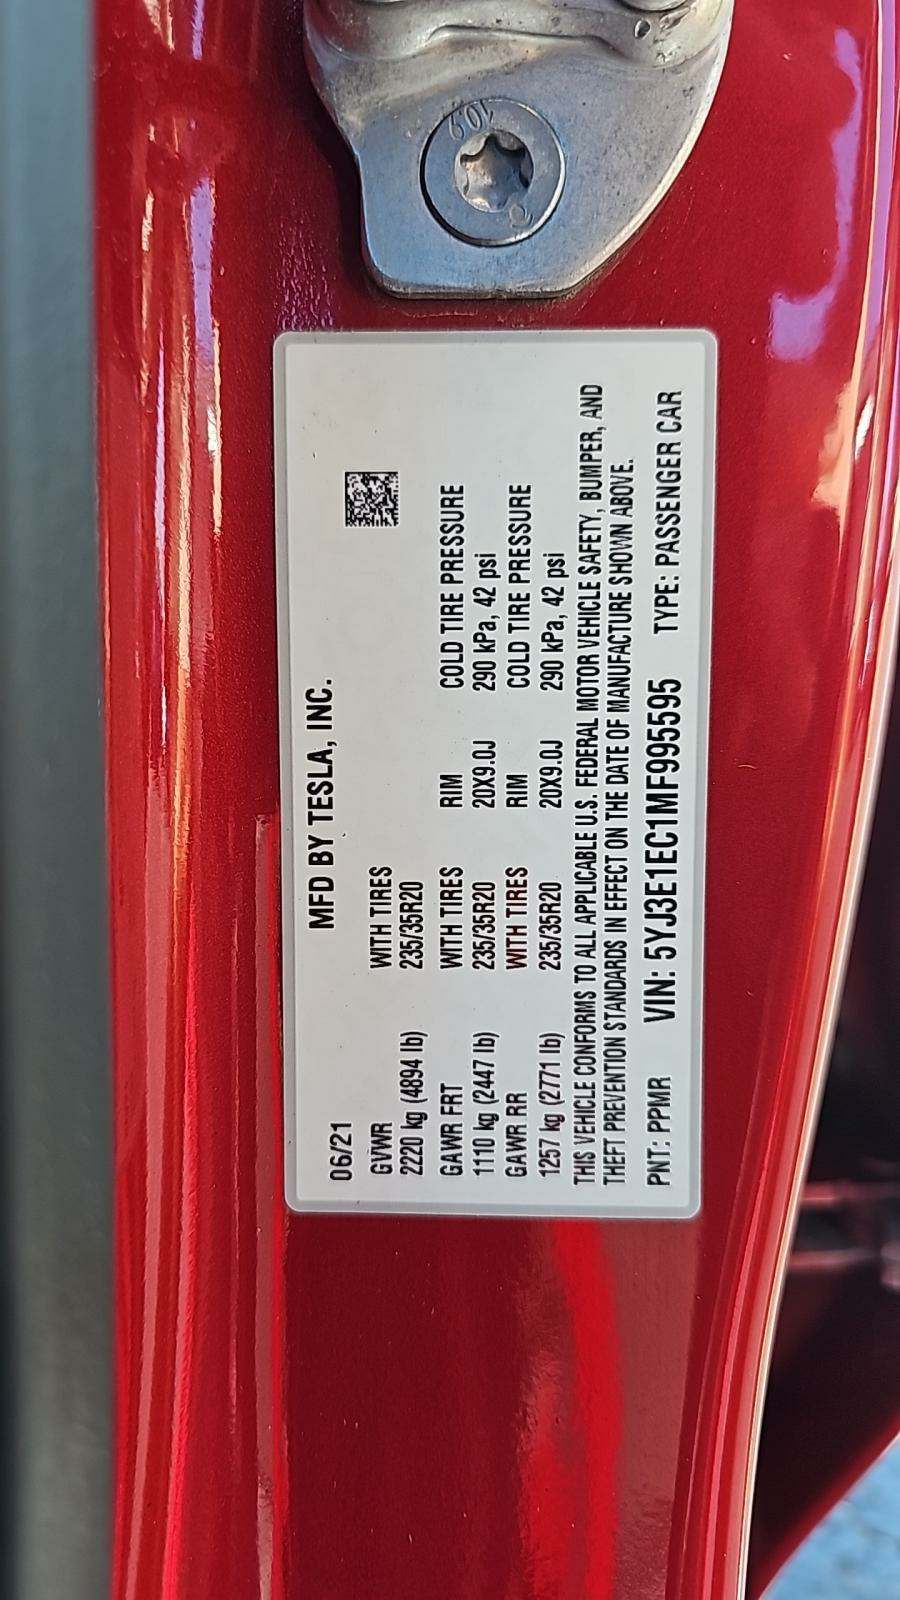 10.9
06/21 MFD BY TESLA, INC.
GVWR WITH TIRES
2220 kg (4894 lb) 235/35R20
GAWR FRT WITH TIRES RIM COLD TIRE PRESSURE
1110 kg (2447 lb) 235/35R20 20X9.0J 290 kPa, 42 psi
GAWR RR WITH TIRES RIM COLD TIRE PRESSURE
1257 kg (2771 lb) 235/35R20 20X9.0J 290 kPa, 42 psi
THIS VEHICLE CONFORMS TO ALL APPLICABLE U.S. FEDERAL MOTOR VEHICLE SAFETY, BUMPER, AND
THEFT PREVENTION STANDARDS IN EFFECT ON THE DATE OF MANUFACTURE SHOWN ABOVE.
PNT: PPMR VIN: 5YJ3E1EC1MF995595 TYPE: PASSENGER CAR